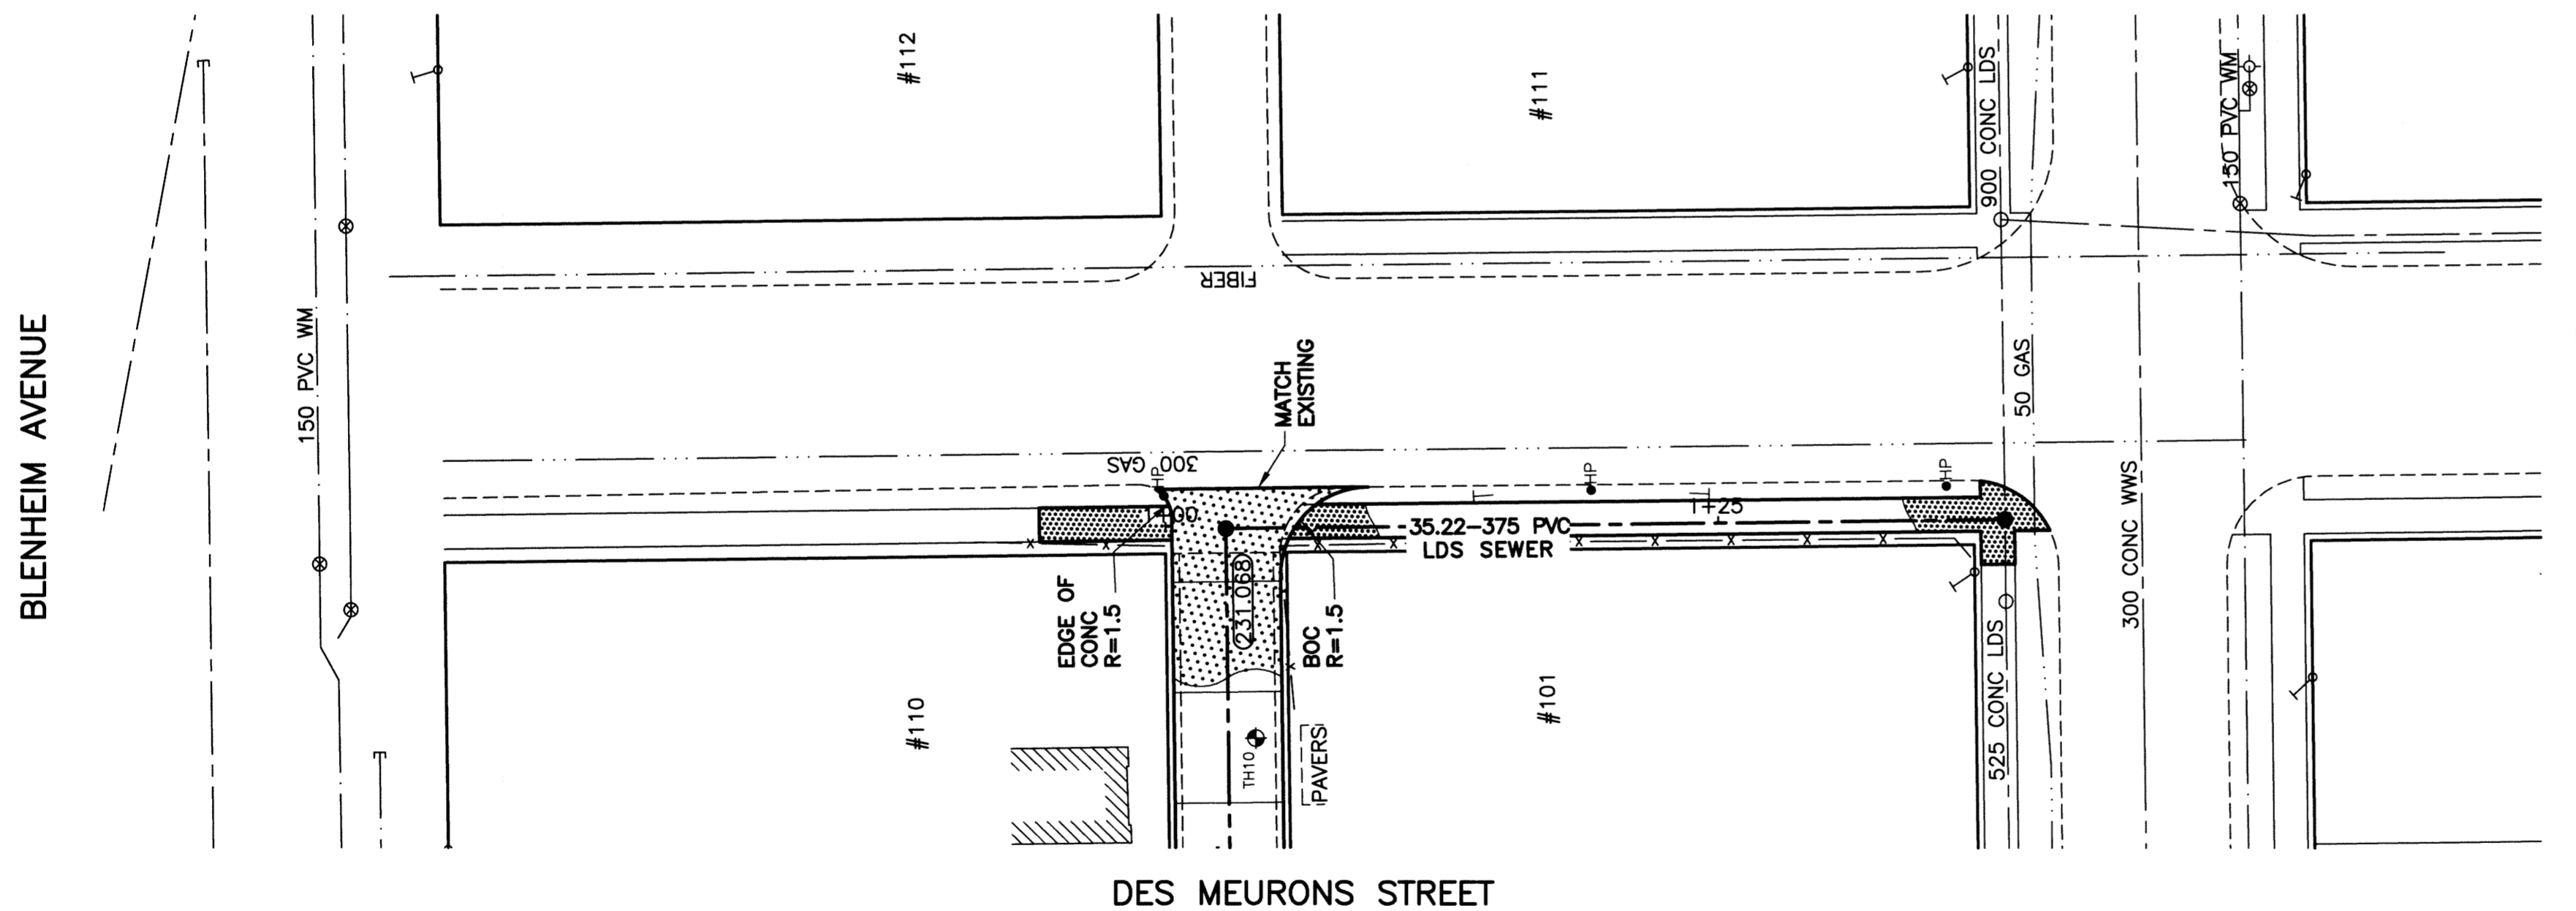 #112
#111
900 CONC LDS
150 PVC WM
FIBER
BLENHEIM AVENUE
150 PVC WM
MATCH
EXISTING
50 GAS
300 GAS
HP
HP
HP
1+00
1+25
35.22-375 PVC
LDS SEWER
300 CONC WWS
EDGE OF
CONC
R=1.5
231.068
BOC
R=1.5
#110
TH10
PAVERS
#101
525 CONC LDS
DES MEURONS STREET